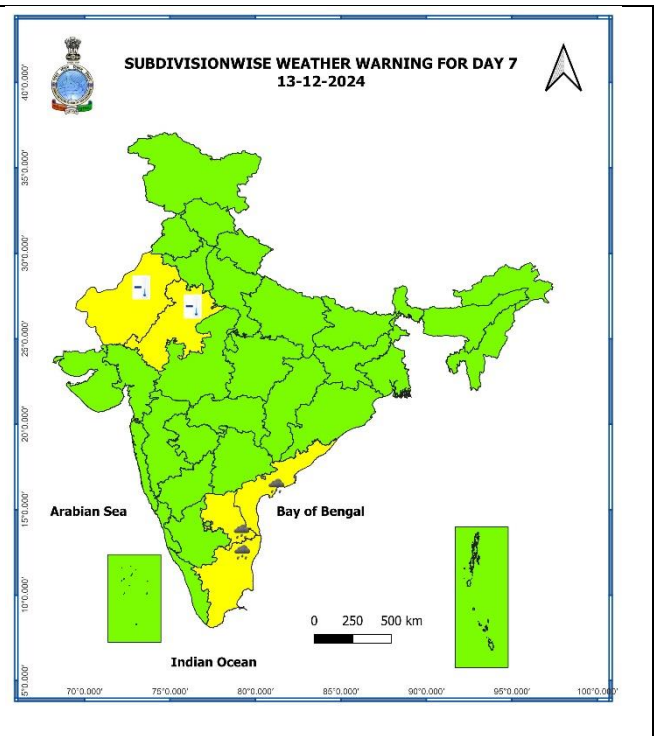 SUBDIVISIONWISE WEATHER WARNING FOR DAY 7
13-12-2024
40°0.000'
35°0.000'
30°0.000'
25°0.000'
20°0.000'
15°0.000'
10°0.000'
5°0.000'
Arabian Sea
Bay of Bengal
0 250 500 km
Indian Ocean
70°0.000' 75°0.000' 80°0.000' 85°0.000' 90°0.000' 95°0.000' 100°0.000'